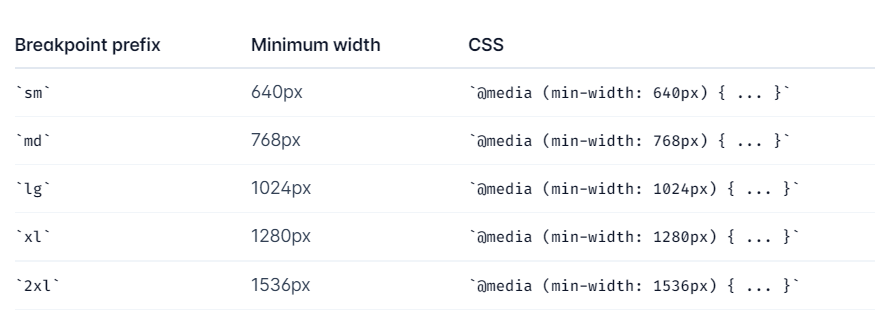 Breakpoint prefix Minimum width CSS
`sm` 640px `@media (min-width: 640px) { ... }`
`md` 768px `@media (min-width: 768px) { ... }`
`lg` 1024px `@media (min-width: 1024px) { ... }`
`xl` 1280px `@media (min-width: 1280px) { ... }`
`2xl` 1536px `@media (min-width: 1536px) { ... }`